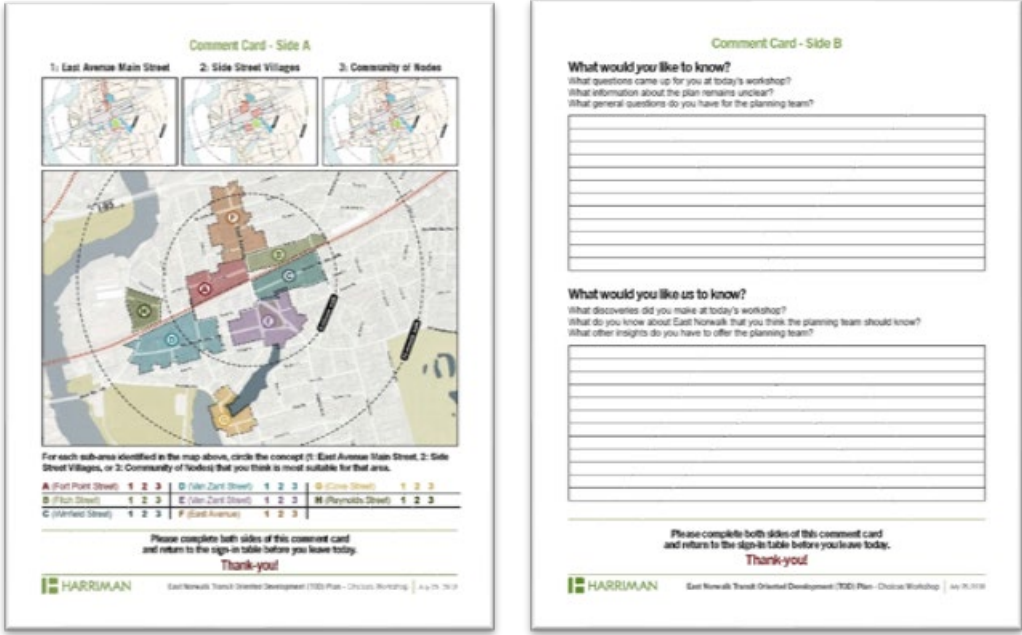 Comment Card - Side A
1: East Avenue Main Street
2: Side Street Villages
3: Community of Nodes
I-95
F
B
C
A
H
E
D
G
For each sub-area identified in the map above, circle the concept (1: East Avenue Main Street, 2: Side
Street Villages, or 3: Community of Nodes) that you think is most suitable for that area.
A (Fort Point Street) 1 2 3
D (Van Zant Street) 1 2 3
G (Cove Street) 1 2 3
B (Fitch Street) 1 2 3
E (Van Zant Street) 1 2 3
H (Reynolds Street) 1 2 3
C (Winfield Street) 1 2 3
F (East Avenue) 1 2 3
Please complete both sides of this comment card
and return to the sign-in table before you leave today.
Thank-you!
HARRIMAN
East Norwalk Transit Oriented Development (TOD) Plan - Choices Workshop
Comment Card - Side B
What would you like to know?
What questions came up for you at today's workshop?
What information about the plan remains unclear?
What general questions do you have for the planning team?
What would you like us to know?
What discoveries did you make at today's workshop?
What do you know about East Norwalk that you think the planning team should know?
What other insights do you have to offer the planning team?
Please complete both sides of this comment card
and return to the sign-in table before you leave today.
Thank-you!
HARRIMAN
East Norwalk Transit Oriented Development (TOD) Plan - Choices Workshop